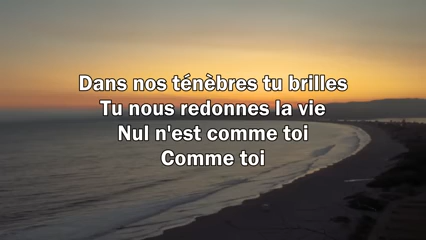 Dans nos ténèbres tu brilles
Tu nous redonnes la vie
Nul n'est comme toi
Comme toi